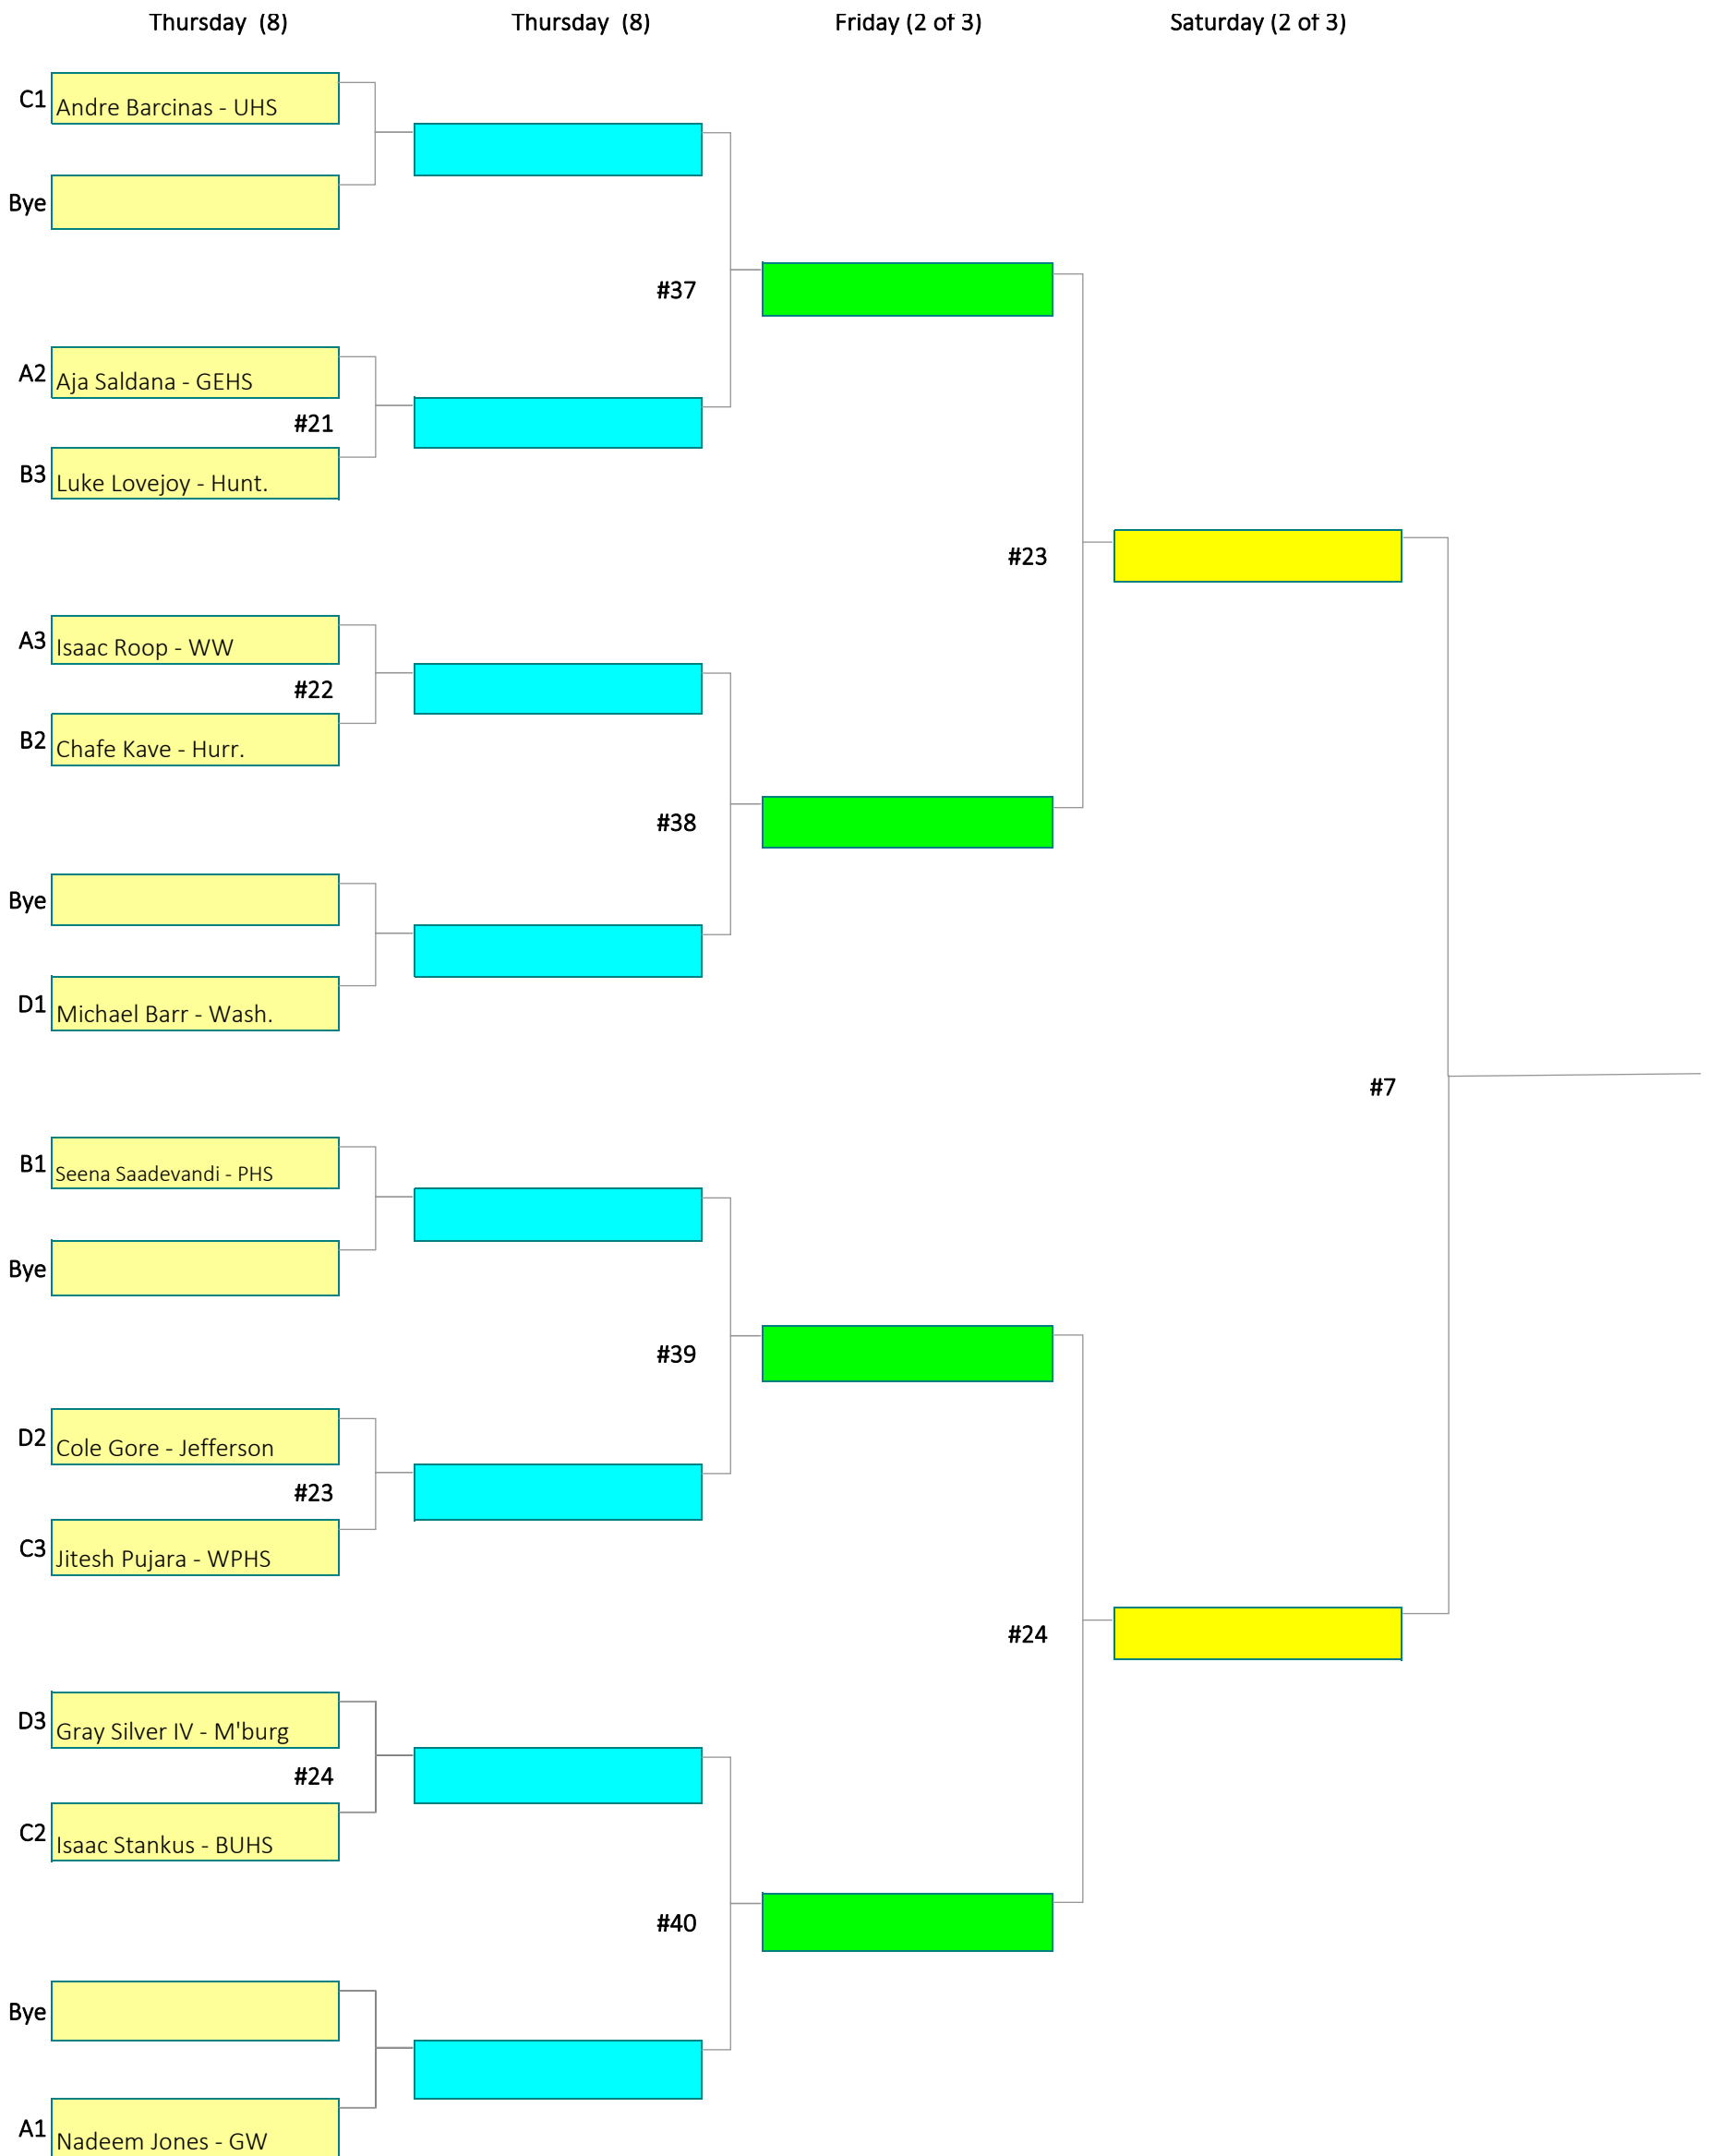 Thursday  (8)
Thursday  (8)
Friday (2 of 3)
Saturday (2 of 3)
C1 Andre Barcinas - UHS
Bye
#37
A2 Aja Saldana - GEHS
#21
B3 Luke Lovejoy - Hunt.
#23
A3 Isaac Roop - WW
#22
B2 Chafe Kave - Hurr.
#38
Bye
D1 Michael Barr - Wash.
#7
B1 Seena Saadevandi - PHS
Bye
#39
D2 Cole Gore - Jefferson
#23
C3 Jitesh Pujara - WPHS
#24
D3 Gray Silver IV - M'burg
#24
C2 Isaac Stankus - BUHS
#40
Bye
A1 Nadeem Jones - GW